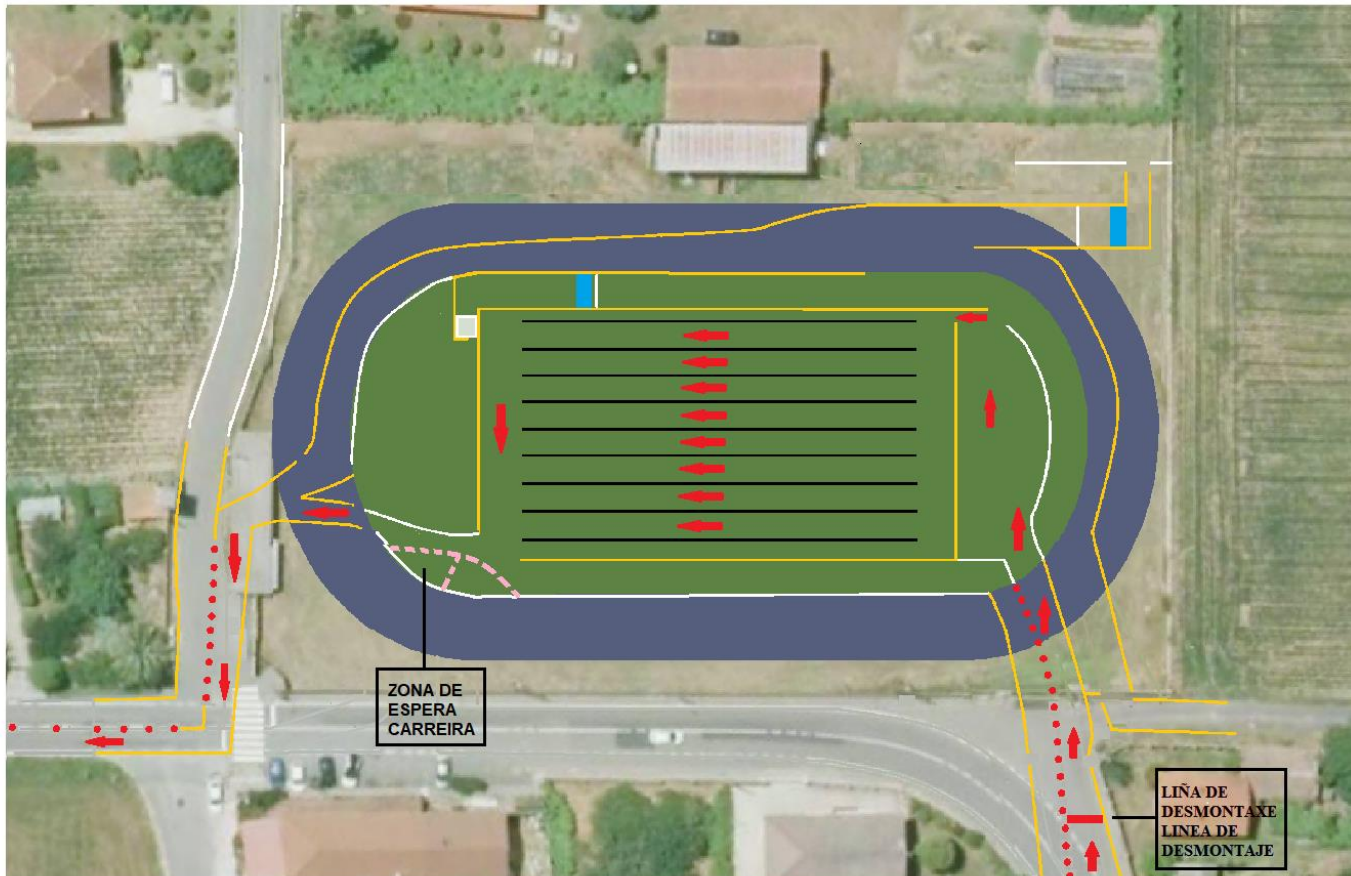 ZONA DE
ESPERA
CARREIRA
LIÑA DE
DESMONTAXE
LINEA DE
DESMONTAJE